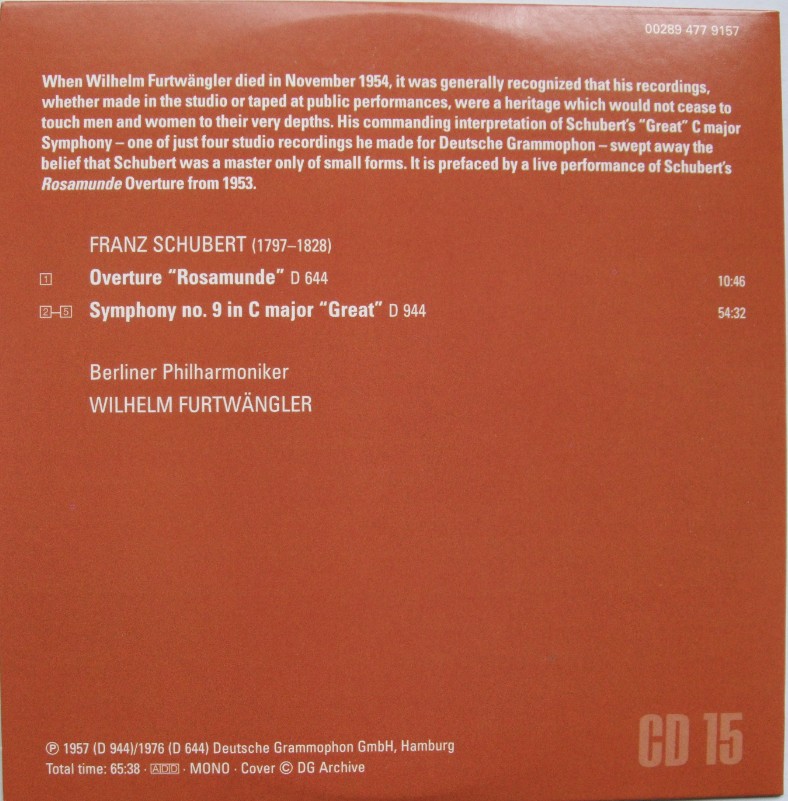 00289 477 9157
When Wilhelm Furtwängler died in November 1954, it was generally recognized that his recordings,
whether made in the studio or taped at public performances, were a heritage which would not cease to
touch men and women to their very depths. His commanding interpretation of Schubert's "Great" C major
Symphony – one of just four studio recordings he made for Deutsche Grammophon – swept away the
belief that Schubert was a master only of small forms. It is prefaced by a live performance of Schubert's
Rosamunde Overture from 1953.
FRANZ SCHUBERT (1797–1828)
1 Overture "Rosamunde" D 644 10:46
2–5 Symphony no. 9 in C major "Great" D 944 54:32
Berliner Philharmoniker
WILHELM FURTWÄNGLER
CD 15
℗ 1957 (D 944)/1976 (D 644) Deutsche Grammophon GmbH, Hamburg
Total time: 65:38 · ADD · MONO · Cover © DG Archive